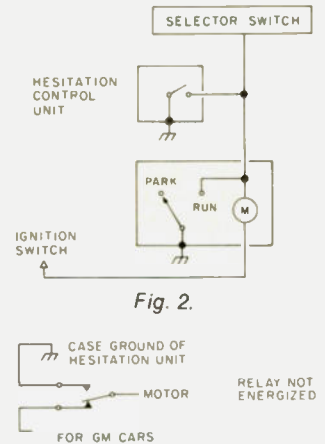 SELECTOR SWITCH
HESITATION
CONTROL
UNIT
PARK
RUN
M
IGNITION
SWITCH
Fig. 2.
CASE GROUND OF
HESITATION UNIT
MOTOR
RELAY NOT
ENERGIZED
FOR GM CARS